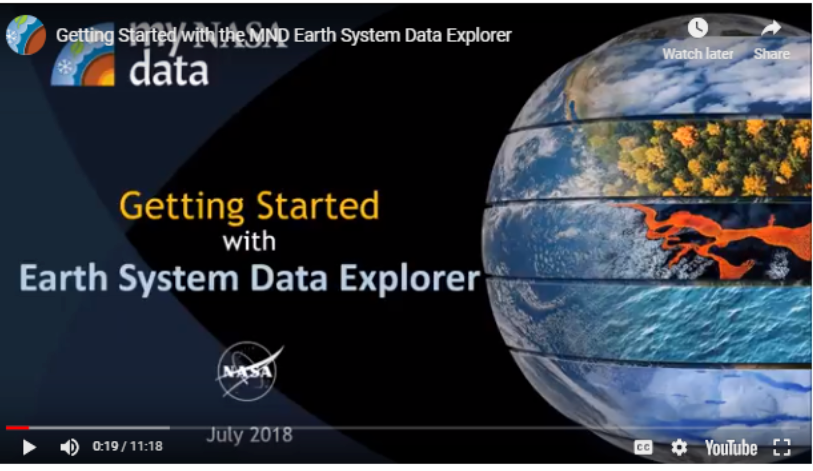 Getting Started with the MND Earth System Data Explorer
Watch later
Share
my NASA
data
Getting Started
with
Earth System Data Explorer
NASA
July 2018
0:19 / 11:18
CC
YouTube